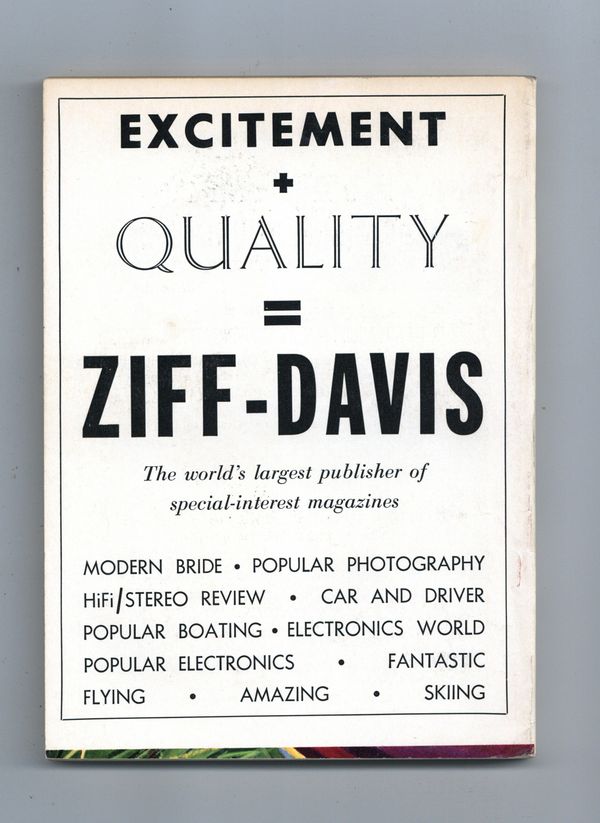 EXCITEMENT
+
QUALITY
=
ZIFF-DAVIS
The world's largest publisher of
special-interest magazines
MODERN BRIDE • POPULAR PHOTOGRAPHY
HiFi/STEREO REVIEW • CAR AND DRIVER
POPULAR BOATING • ELECTRONICS WORLD
POPULAR ELECTRONICS • FANTASTIC
FLYING • AMAZING • SKIING